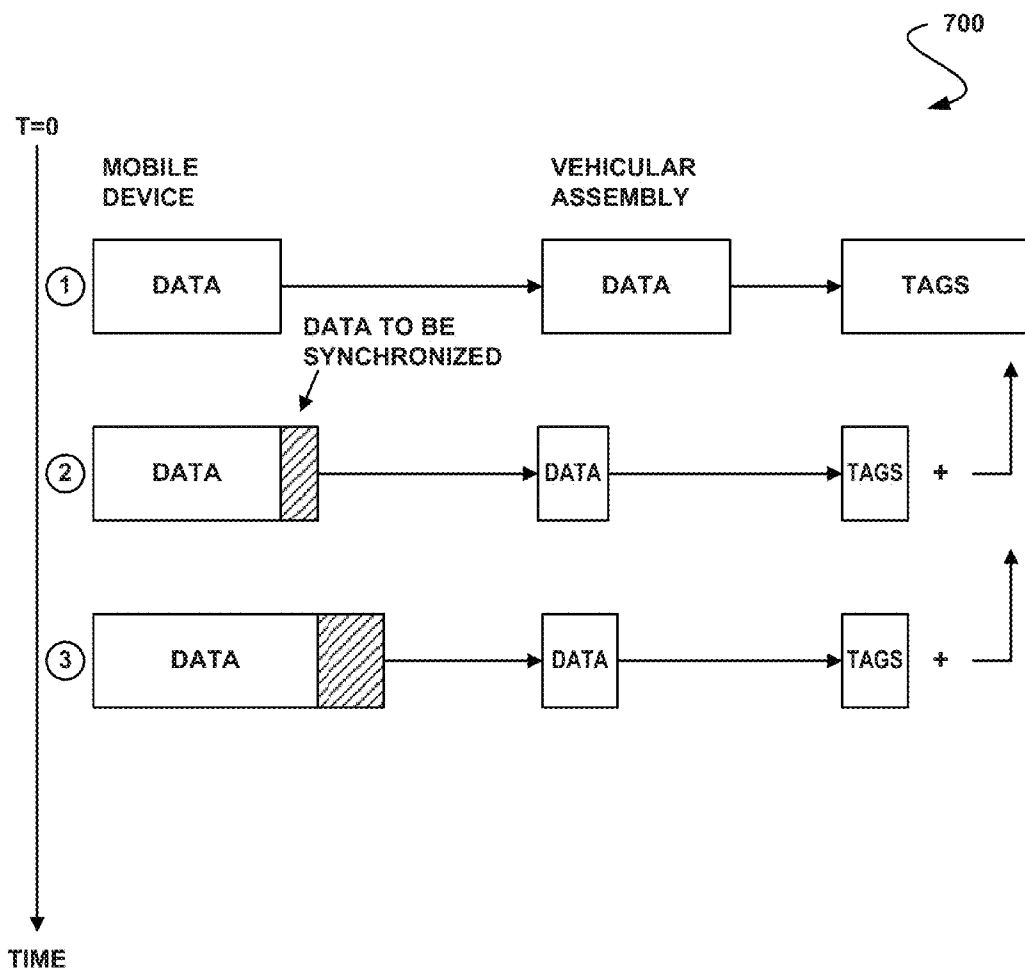 700
T=0
MOBILE
DEVICE
VEHICULAR
ASSEMBLY
1
DATA
DATA
TAGS
DATA TO BE
SYNCHRONIZED
2
DATA
DATA
TAGS +
3
DATA
DATA
TAGS +
TIME